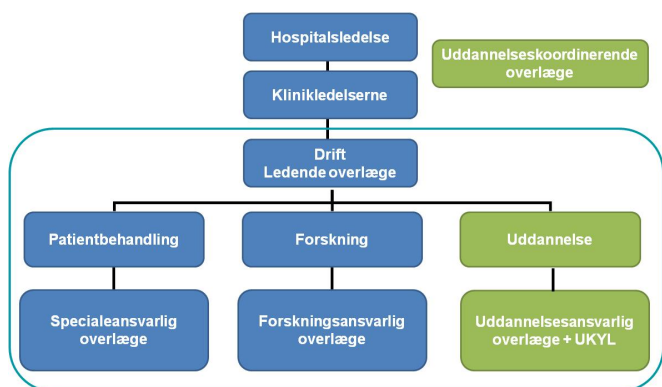 Hospitalsledelse
Uddannelseskoordinerende
overlæge
Klinikledelserne
Drift
Ledende overlæge
Patientbehandling
Forskning
Uddannelse
Specialeansvarlig
overlæge
Forskningsansvarlig
overlæge
Uddannelsesansvarlig
overlæge + UKYL